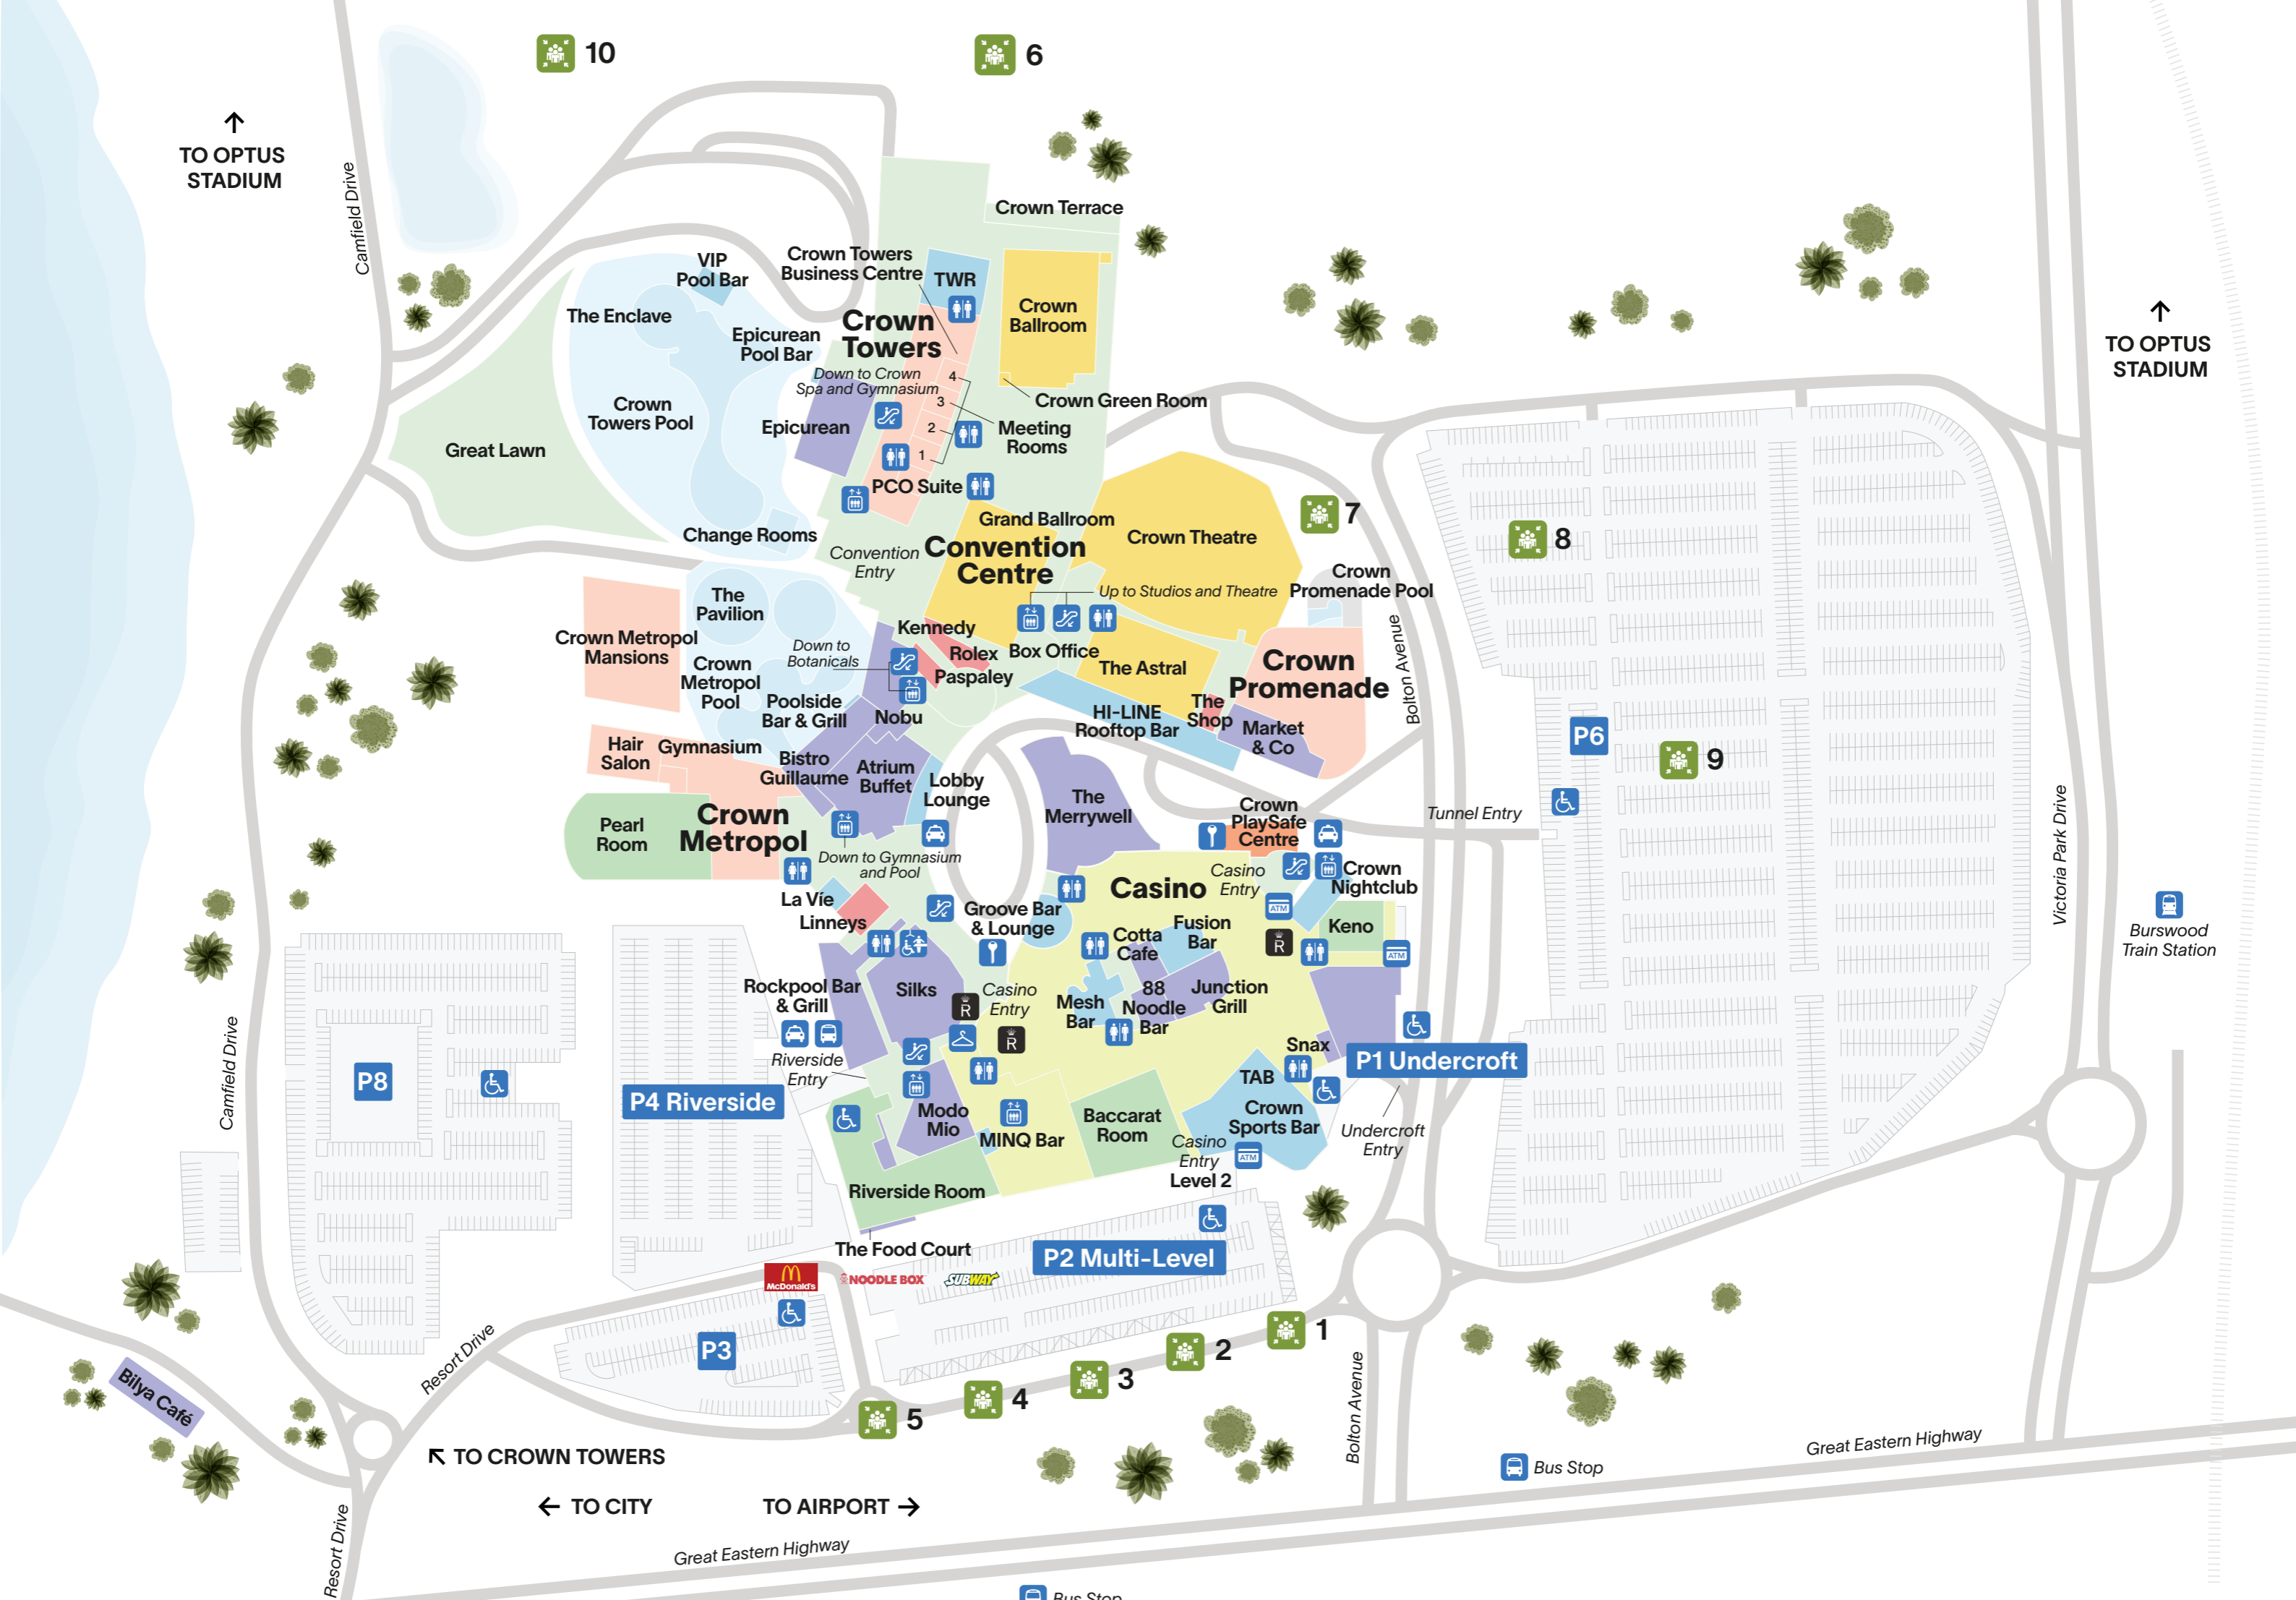 10
6
↑
TO OPTUS
STADIUM
Camfield Drive
Crown Terrace
VIP
Pool Bar
Crown Towers
Business Centre
TWR
Crown
Ballroom
The Enclave
Epicurean
Pool Bar
Crown
Towers
↑
TO OPTUS
STADIUM
Down to Crown
Spa and Gymnasium
4
3
2
1
Crown Green Room
Meeting
Rooms
Crown
Towers Pool
Epicurean
Great Lawn
PCO Suite
Change Rooms
Convention
Entry
Grand Ballroom
Convention
Centre
Crown Theatre
7
8
Crown
Promenade Pool
Up to Studios and Theatre
The
Pavilion
Crown Metropol
Mansions
Kennedy
Rolex
Paspaley
Box Office
The Astral
Crown
Promenade
Bolton Avenue
Down to
Botanicals
Crown
Metropol
Pool
Poolside
Bar & Grill
Nobu
HI-LINE
Rooftop Bar
The
Shop
Market
& Co
P6
9
Hair
Salon
Gymnasium
Bistro
Guillaume
Atrium
Buffet
Lobby
Lounge
The
Merrywell
Crown
PlaySafe
Centre
Tunnel Entry
Victoria Park Drive
Pearl
Room
Crown
Metropol
Down to Gymnasium
and Pool
Casino
Casino
Entry
Crown
Nightclub
La Víe
Linneys
Groove Bar
& Lounge
ATM
R
Keno
ATM
Cotta
Cafe
Fusion
Bar
Burswood
Train Station
Rockpool Bar
& Grill
Silks
R
Casino
Entry
R
Mesh
Bar
88
Noodle
Bar
Junction
Grill
Snax
P1 Undercroft
Riverside
Entry
Camfield Drive
P8
P4 Riverside
TAB
Crown
Sports Bar
Undercroft
Entry
Modo
Mio
MINQ Bar
Baccarat
Room
Casino
Entry
ATM
Level 2
Riverside Room
The Food Court
McDonald's
NOODLE BOX
SUBWAY
P2 Multi-Level
P3
1
2
3
4
5
Resort Drive
Bilya Café
Bolton Avenue
↖ TO CROWN TOWERS
← TO CITY
TO AIRPORT →
Bus Stop
Great Eastern Highway
Great Eastern Highway
Resort Drive
Bus Stop